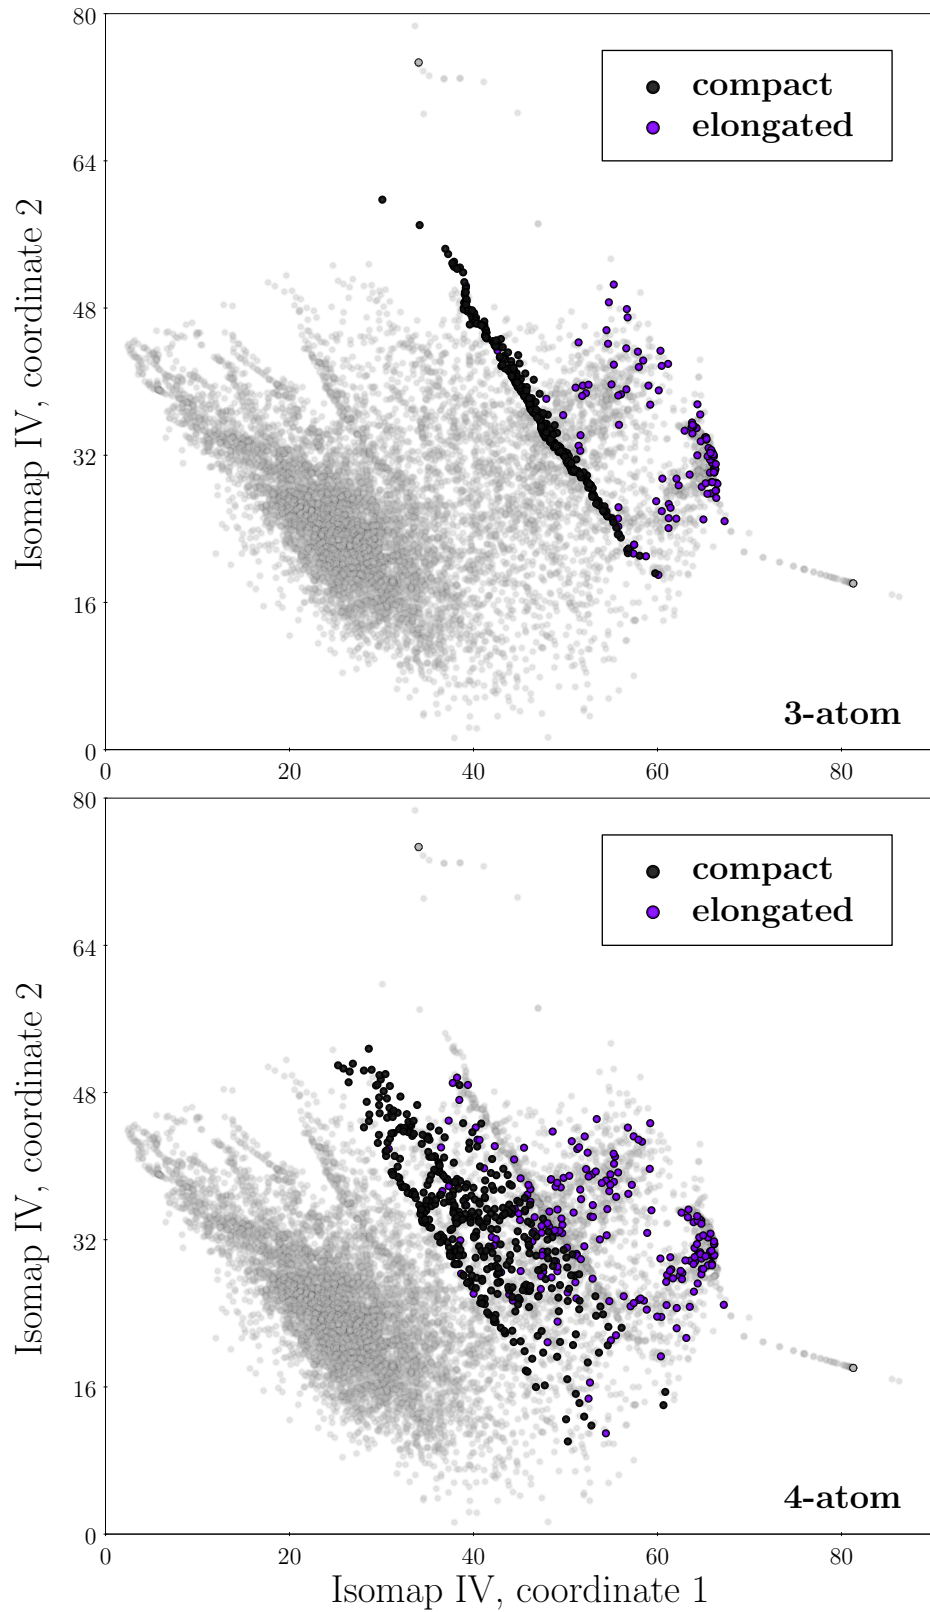 80
64
48
32
16
0
Isomap IV, coordinate 2
compact
elongated
3-atom
0 20 40 60 80
80
64
48
32
16
0
Isomap IV, coordinate 2
compact
elongated
4-atom
0 20 40 60 80
Isomap IV, coordinate 1